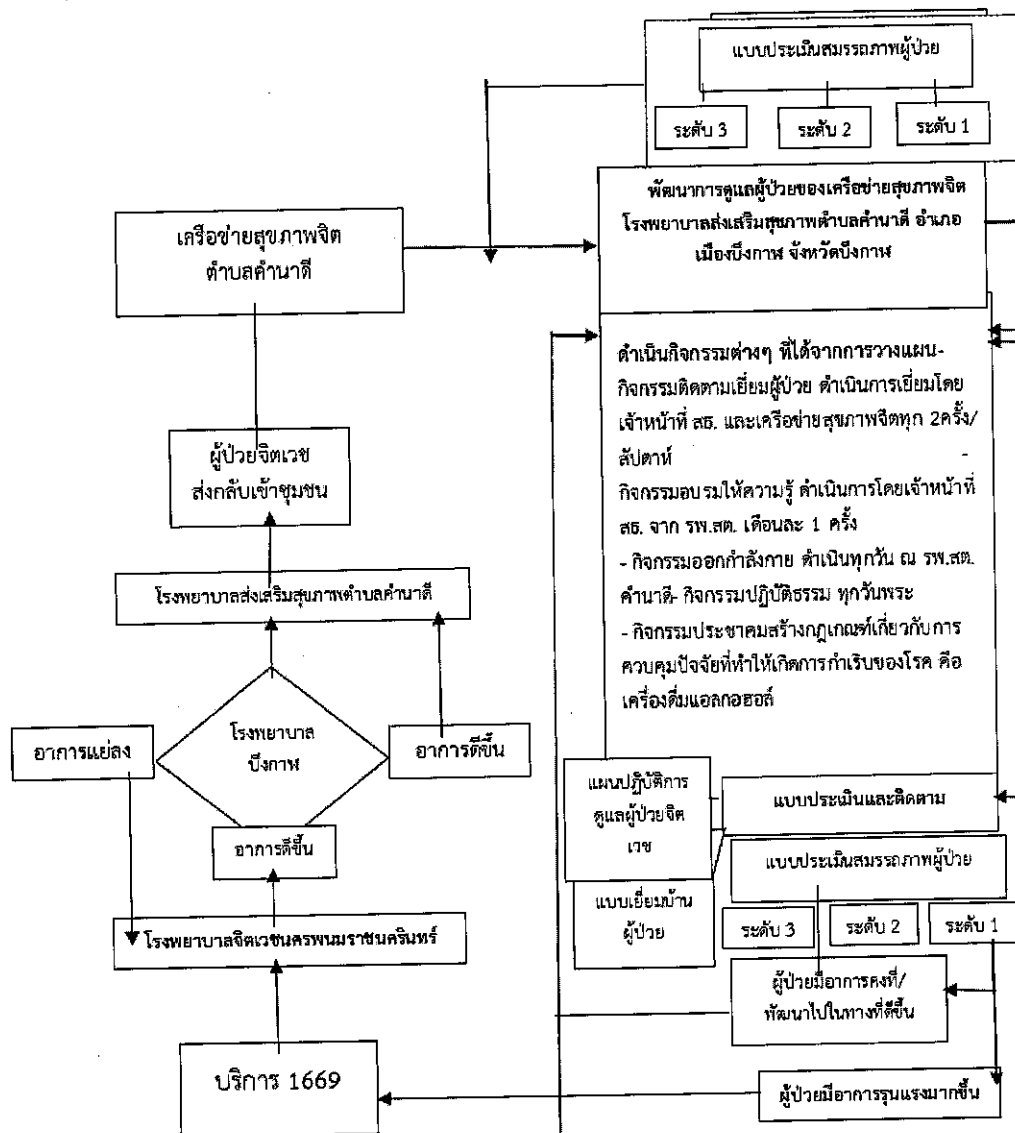 แบบประเมินสมรรถภาพผู้ป่วย
ระดับ 3
ระดับ 2
ระดับ 1
พัฒนาการดูแลผู้ป่วยของเครือข่ายสุขภาพจิต
โรงพยาบาลส่งเสริมสุขภาพตำบลคำนาดี อำเภอ
เมืองบึงกาฬ จังหวัดบึงกาฬ
เครือข่ายสุขภาพจิต
ตำบลคำนาดี
ดำเนินกิจกรรมต่างๆ ที่ได้จากการวางแผน-
กิจกรรมติดตามเยี่ยมผู้ป่วย ดำเนินการเยี่ยมโดย
เจ้าหน้าที่ สธ. และเครือข่ายสุขภาพจิตทุก 2ครั้ง/
สัปดาห์ -
กิจกรรมอบรมให้ความรู้ ดำเนินการโดยเจ้าหน้าที่
สธ. จาก รพ.สต. เดือนละ 1 ครั้ง
- กิจกรรมออกกำลังกาย ดำเนินทุกวัน ณ รพ.สต.
คำนาดี- กิจกรรมปฏิบัติธรรม ทุกวันพระ
- กิจกรรมประชาคมสร้างกฎเกณฑ์เกี่ยวกับการ
ควบคุมปัจจัยที่ทำให้เกิดการกำเริบของโรค คือ
เครื่องดื่มแอลกอฮอล์
ผู้ป่วยจิตเวช
ส่งกลับเข้าชุมชน
โรงพยาบาลส่งเสริมสุขภาพตำบลคำนาดี
อาการแย่ลง
โรงพยาบาล
บึงกาฬ
อาการดีขึ้น
อาการดีขึ้น
โรงพยาบาลจิตเวชนครพนมราชนครินทร์
บริการ 1669
แผนปฏิบัติการ
ดูแลผู้ป่วยจิต
เวช
แบบประเมินและติดตาม
แบบเยี่ยมบ้าน
ผู้ป่วย
แบบประเมินสมรรถภาพผู้ป่วย
ระดับ 3
ระดับ 2
ระดับ 1
ผู้ป่วยมีอาการคงที่/
พัฒนาไปในทางที่ดีขึ้น
ผู้ป่วยมีอาการรุนแรงมากขึ้น